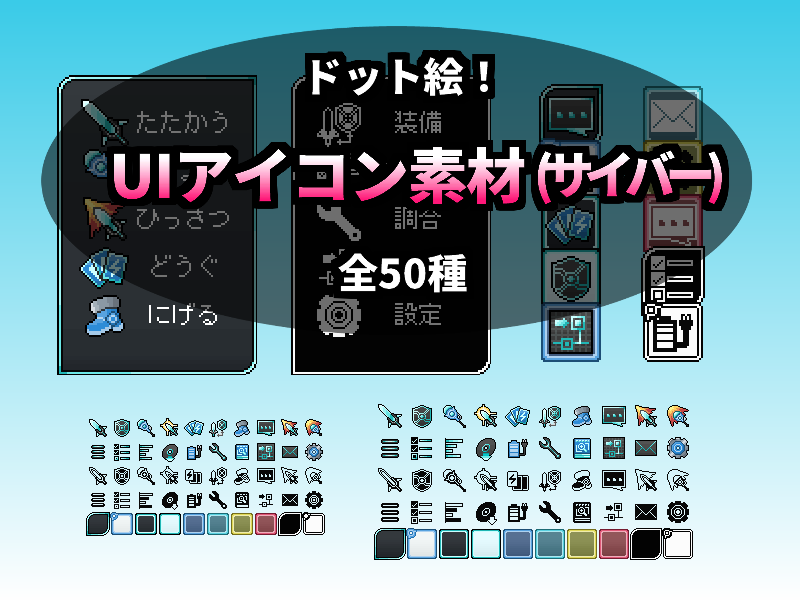 ドット絵！
UIアイコン素材(サイバー)
全50種
たたかう
ひっさつ
どうぐ
にげる
装備
調合
設定